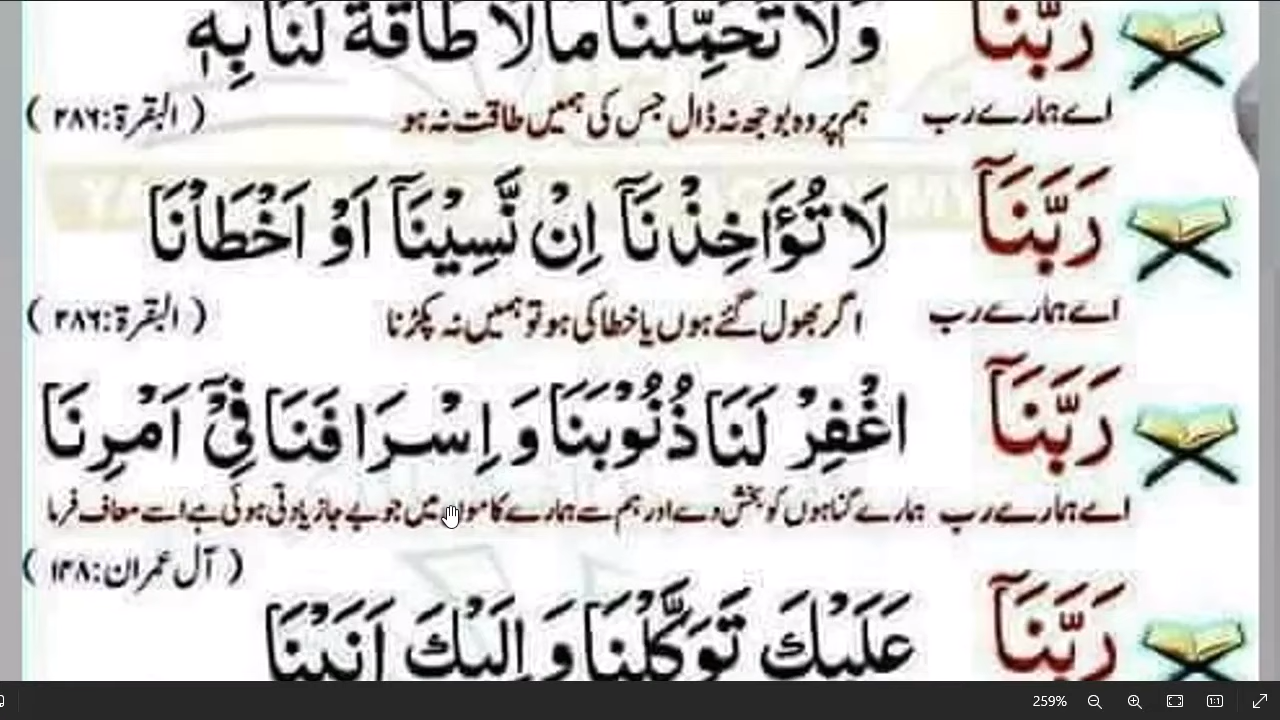 رَبَّنَا وَلَا تُحَمِّلْنَا مَا لَا طَاقَةَ لَنَا بِهٖ
اے ہمارے رب ہم پر وہ بوجھ نہ ڈال جس کی ہمیں طاقت نہ ہو ( البقرۃ:۲۸۶ )
رَبَّنَآ لَا تُؤَاخِذْنَآ اِنْ نَّسِيْنَآ اَوْ اَخْطَاْنَا
اے ہمارے رب اگر بھول گئے ہوں یا خطا کی ہو تو ہمیں نہ پکڑنا ( البقرۃ:۲۸۶ )
رَبَّنَآ اغْفِرْ لَنَا ذُنُوْبَنَا وَ اِسْرَافَنَا فِيْٓ اَمْرِنَا
اے ہمارے رب ہمارے گناہوں کو بخش دے اور ہم سے ہمارے کاموں میں جو بے جا زیادتی ہوئی ہے اسے معاف فرما
( آل عمران:۱۴۸ )
رَبَّنَآ عَلَيْكَ تَوَكَّلْنَا وَ اِلَيْكَ اَنَبْنَا
259%